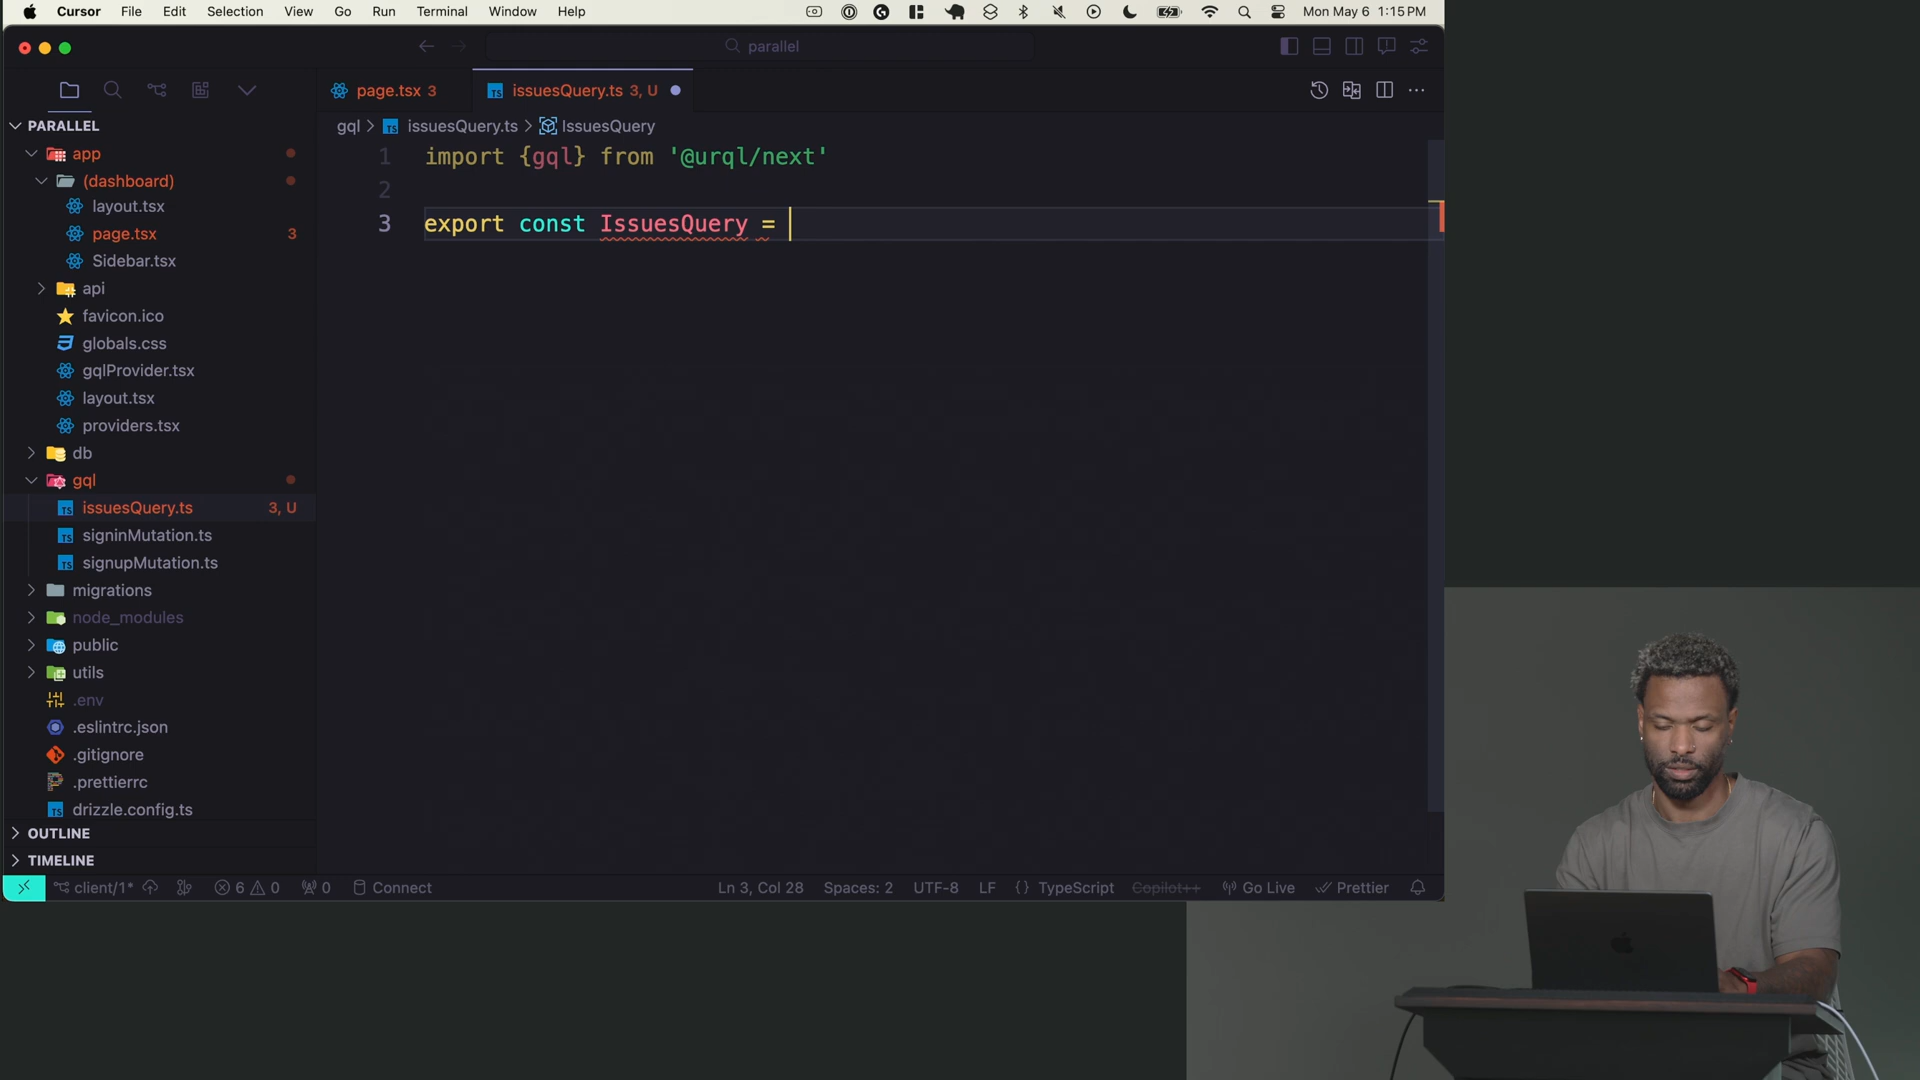 Cursor File Edit Selection View Go Run Terminal Window Help Mon May 6 1:15 PM
parallel
page.tsx 3 issuesQuery.ts 3, U
PARALLEL
gql issuesQuery.ts IssuesQuery
app
(dashboard)
layout.tsx
page.tsx 3
Sidebar.tsx
api
favicon.ico
globals.css
gqlProvider.tsx
layout.tsx
providers.tsx
db
gql
issuesQuery.ts 3, U
signinMutation.ts
signupMutation.ts
migrations
node_modules
public
utils
.env
.eslintrc.json
.gitignore
.prettierrc
drizzle.config.ts
OUTLINE
TIMELINE
1 import {gql} from '@urql/next'
2
3 export const IssuesQuery =
client/1* 6 0 0 Connect Ln 3, Col 28 Spaces: 2 UTF-8 LF {} TypeScript Copilot++ Go Live Prettier